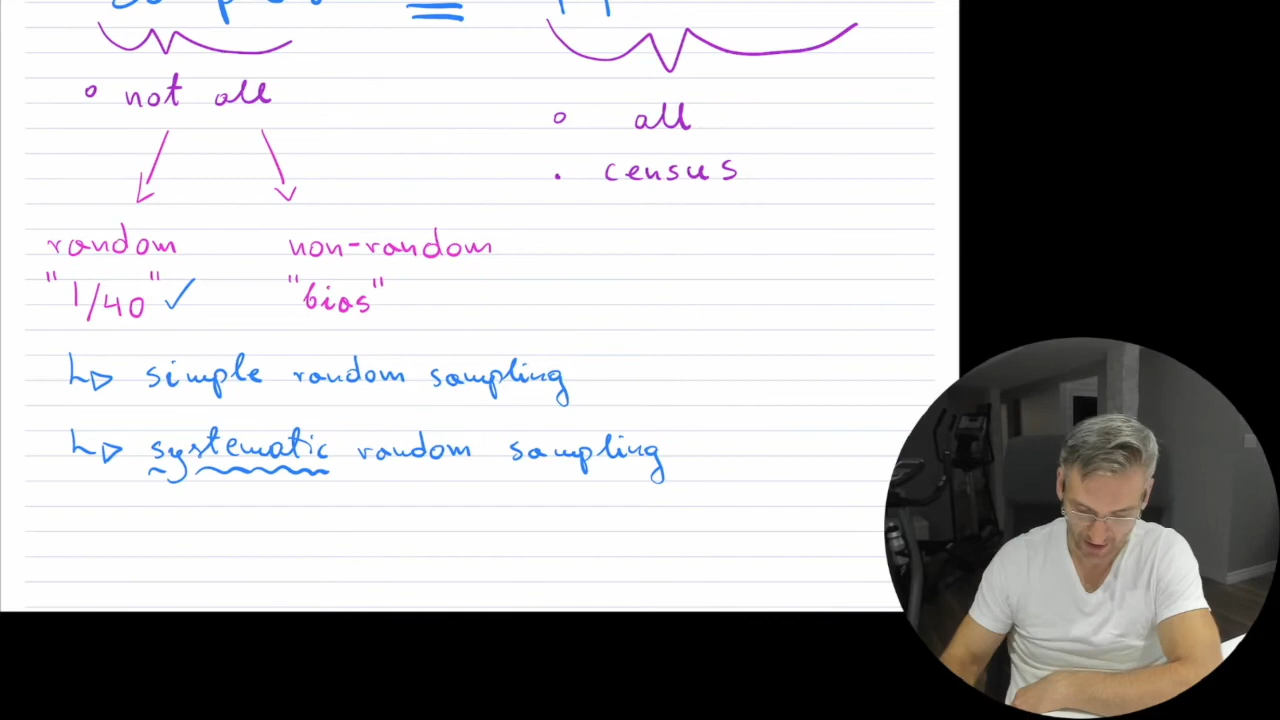 not all
all
census
random non-random
"1/40" ✓ "bias"
simple random sampling
systematic random sampling